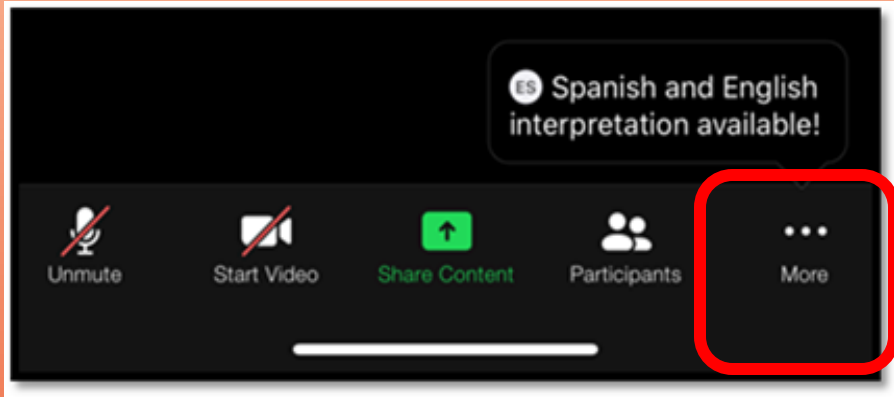 ES Spanish and English
interpretation available!
Unmute
Start Video
Share Content
Participants
More